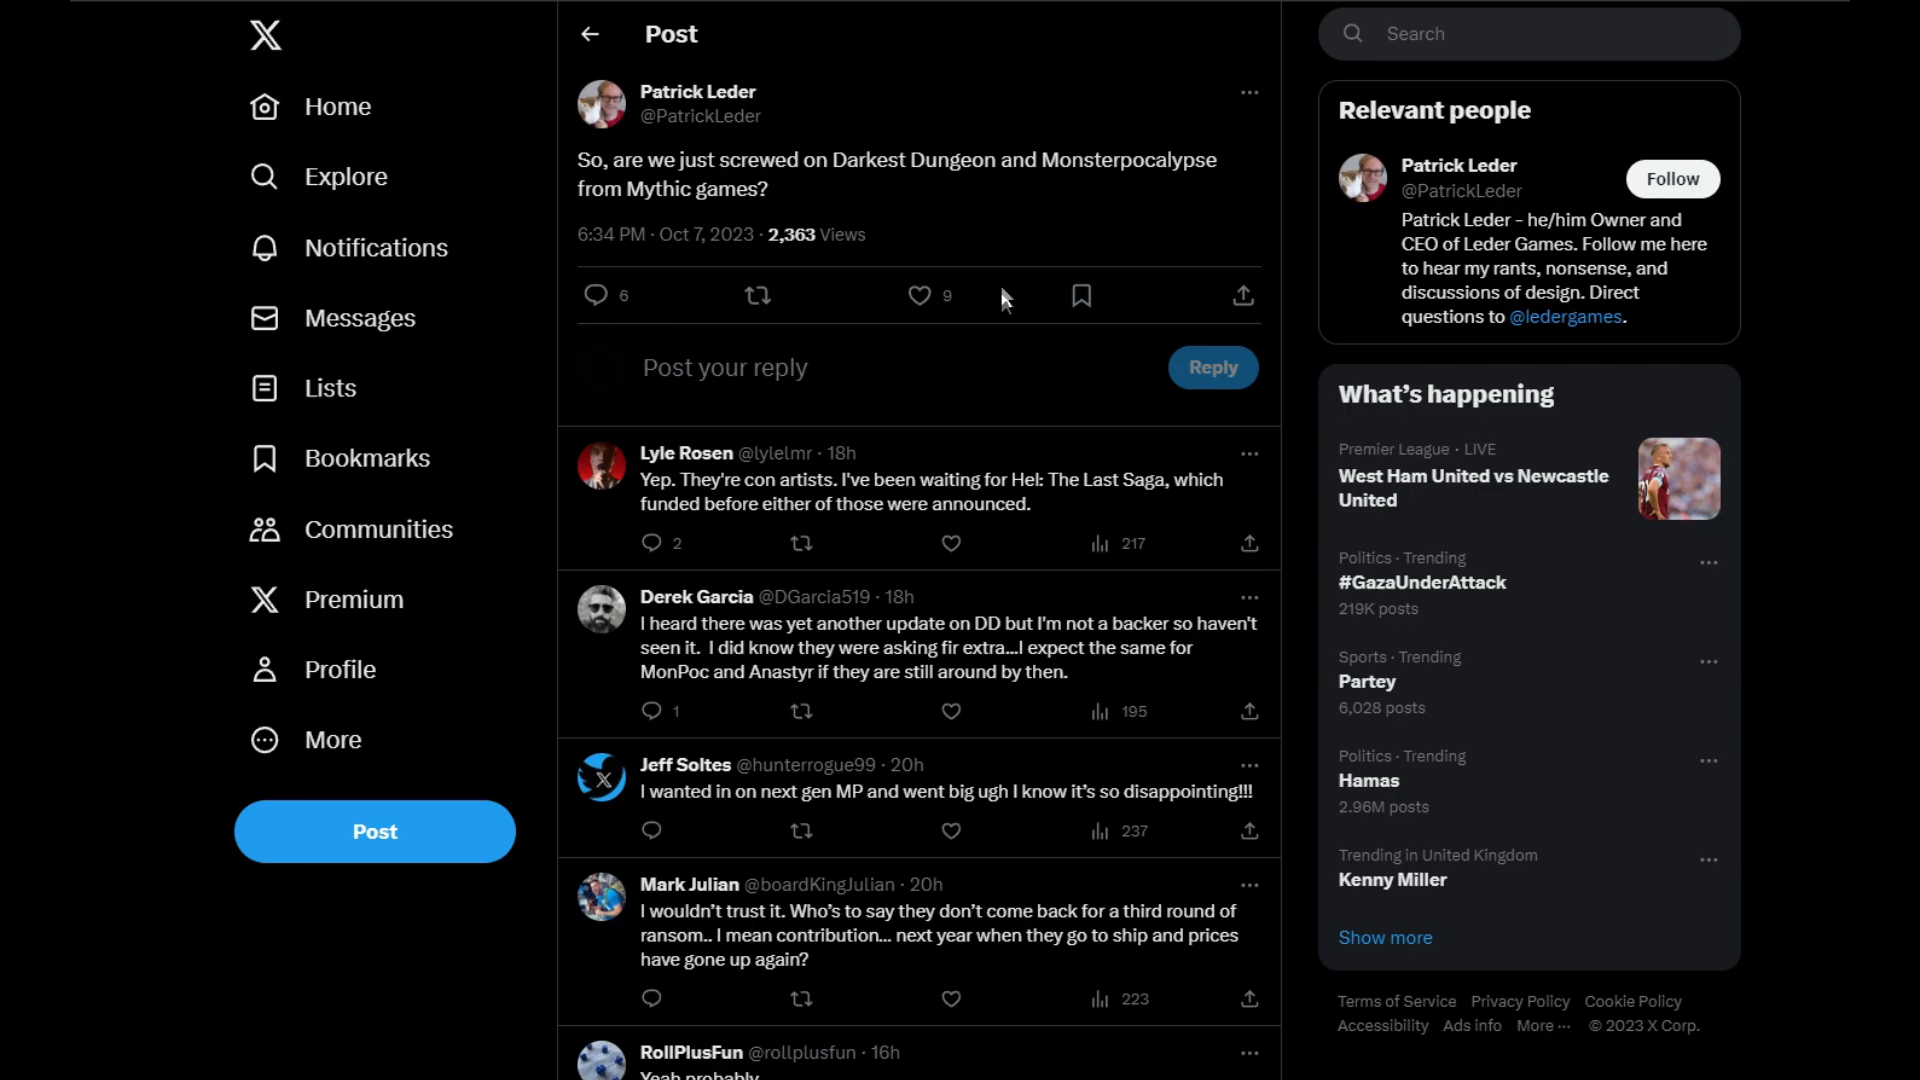 Home
Explore
Notifications
Messages
Lists
Bookmarks
Communities
Premium
Profile
More
Post
Post
Patrick Leder
@PatrickLeder
So, are we just screwed on Darkest Dungeon and Monsterpocalypse
from Mythic games?
6:34 PM · Oct 7, 2023 · 2,363 Views
6
9
Post your reply
Reply
Lyle Rosen @lylelmr · 18h
Yep. They're con artists. I've been waiting for Hel: The Last Saga, which
funded before either of those were announced.
2
217
Derek Garcia @DGarcia519 · 18h
I heard there was yet another update on DD but I'm not a backer so haven't
seen it. I did know they were asking fir extra...I expect the same for
MonPoc and Anastyr if they are still around by then.
1
195
Jeff Soltes @hunterrogue99 · 20h
I wanted in on next gen MP and went big ugh I know it's so disappointing!!!
237
Mark Julian @boardKingJulian · 20h
I wouldn't trust it. Who's to say they don't come back for a third round of
ransom.. I mean contribution... next year when they go to ship and prices
have gone up again?
223
RollPlusFun @rollplusfun · 16h
Yeah probably
Search
Relevant people
Patrick Leder
@PatrickLeder
Follow
Patrick Leder - he/him Owner and
CEO of Leder Games. Follow me here
to hear my rants, nonsense, and
discussions of design. Direct
questions to @ledergames.
What's happening
Premier League · LIVE
West Ham United vs Newcastle
United
Politics · Trending
#GazaUnderAttack
219K posts
Sports · Trending
Partey
6,028 posts
Politics · Trending
Hamas
2.96M posts
Trending in United Kingdom
Kenny Miller
Show more
Terms of Service Privacy Policy Cookie Policy
Accessibility Ads info More ··· © 2023 X Corp.